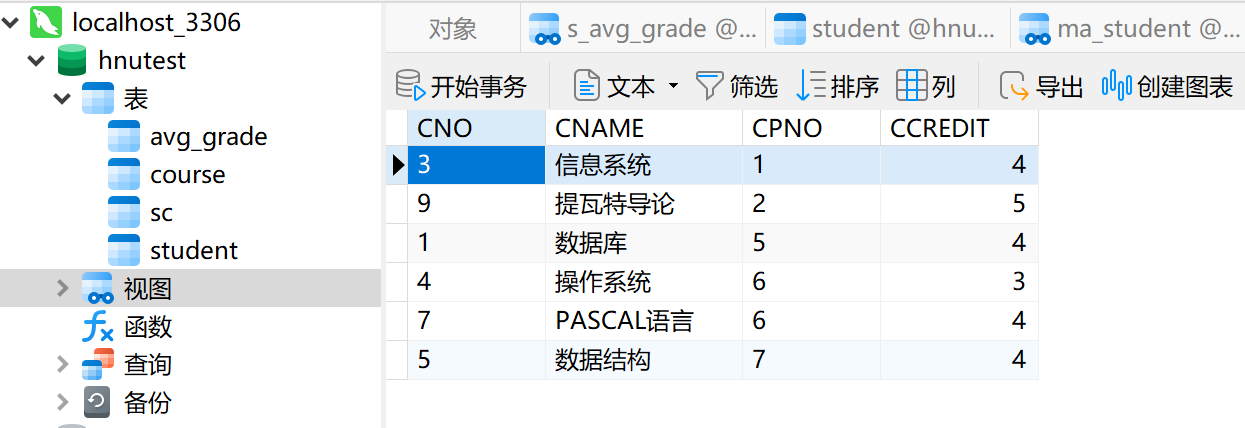 localhost_3306
hnutest
表
avg_grade
course
sc
student
视图
函数
查询
备份
对象 s_avg_grade @... student @hnu... ma_student @...
开始事务 文本 筛选 排序 列 导出 创建图表
CNO CNAME CPNO CCREDIT
3 信息系统 1 4
9 提瓦特导论 2 5
1 数据库 5 4
4 操作系统 6 3
7 PASCAL语言 6 4
5 数据结构 7 4